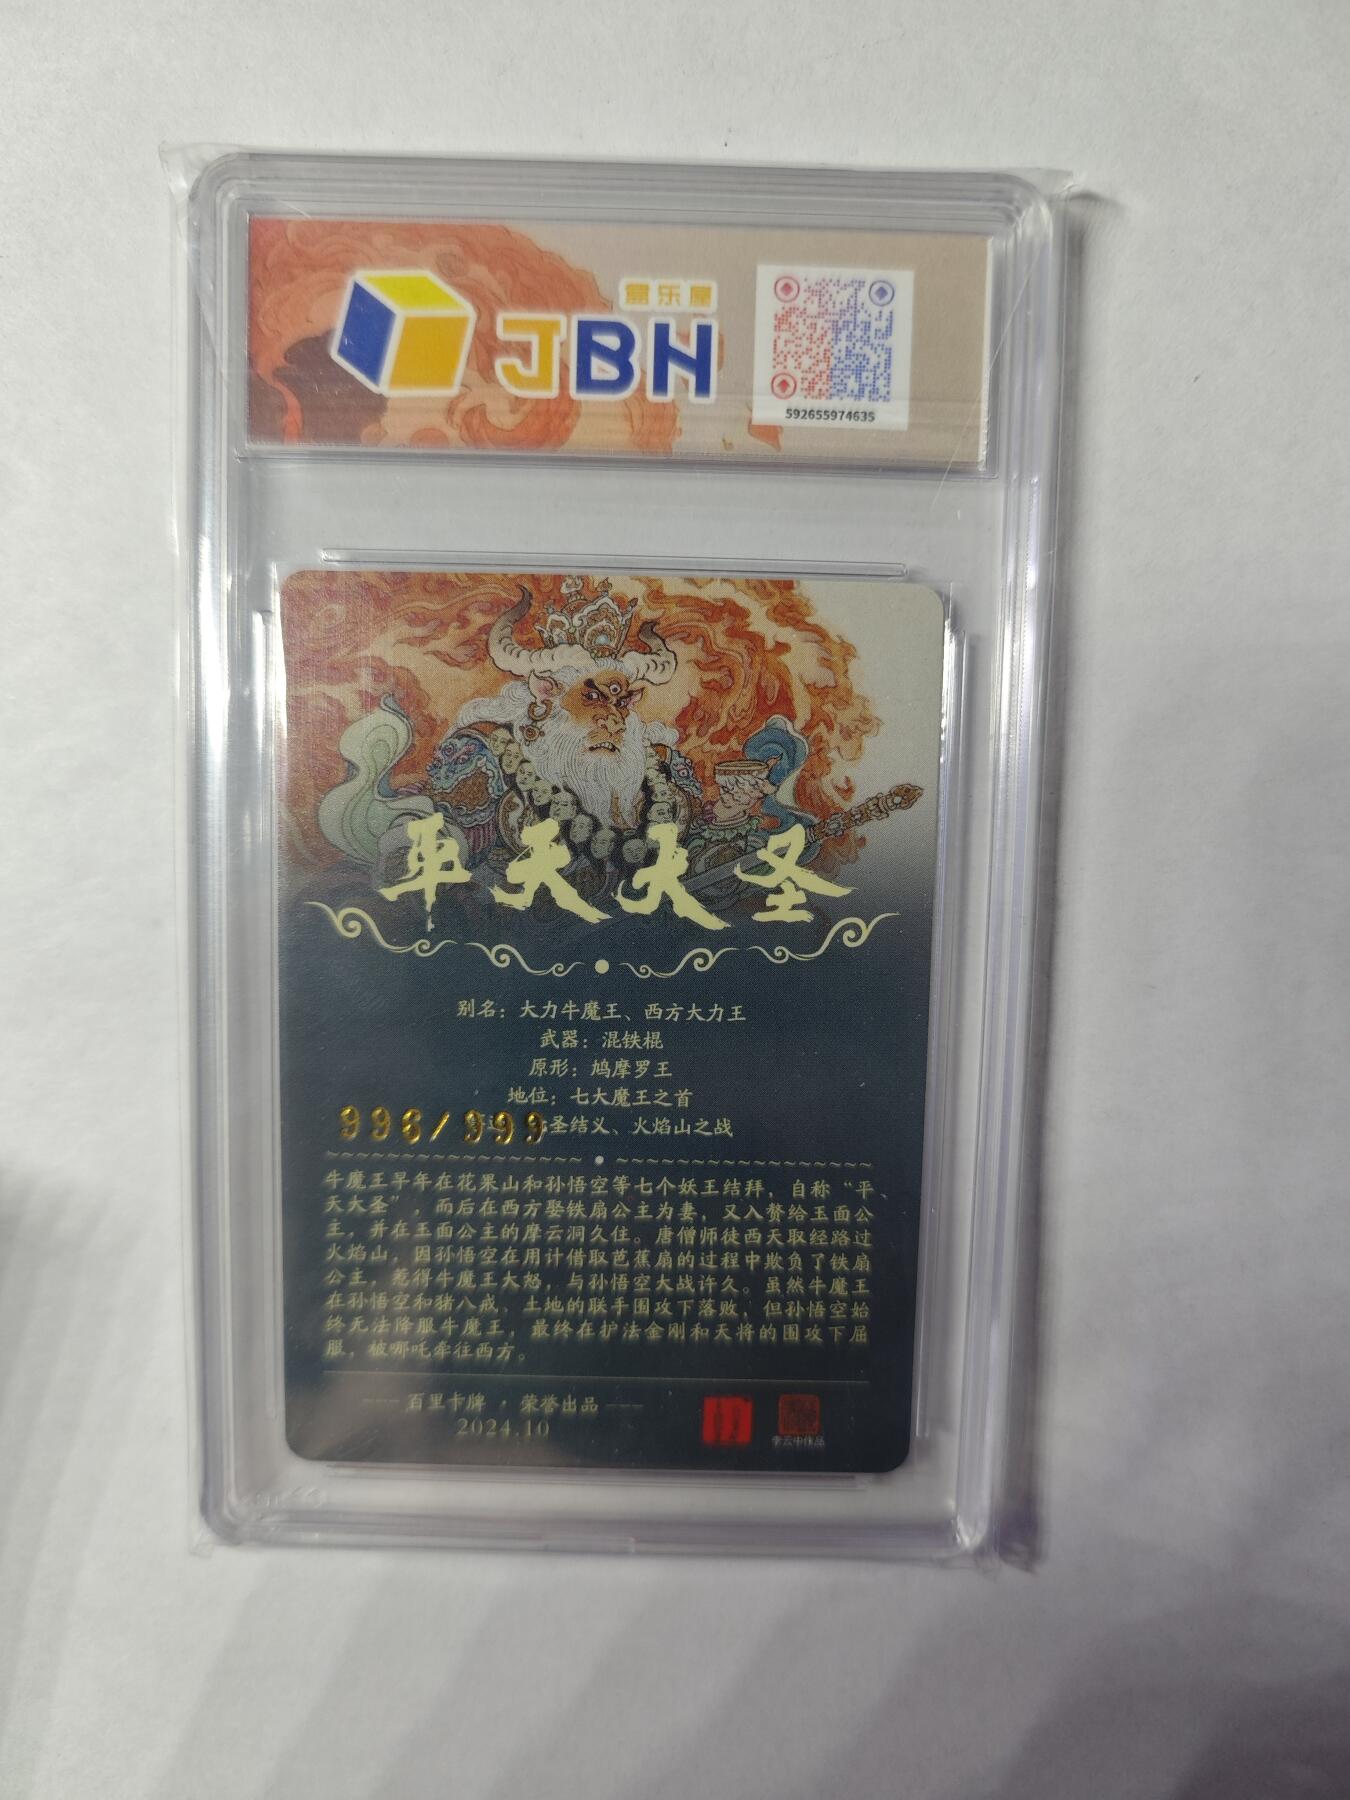 盒乐屋
JBH
592655974635
平天大圣
别名：大力牛魔王、西方大力王
武器：混铁棍
原形：鸠摩罗王
地位：七大魔王之首
圣结义、火焰山之战
996/999
牛魔王早年在花果山和孙悟空等七个妖王结拜，自称“平
天大圣”，而后在西方娶铁扇公主为妻，又入赘给玉面公
主，并在玉面公主的摩云洞久住。唐僧师徒西天取经路过
火焰山，因孙悟空在用计借取芭蕉扇的过程中欺负了铁扇
公主，惹得牛魔王大怒，与孙悟空大战许久。虽然牛魔王
在孙悟空和猪八戒、土地的联手围攻下落败，但孙悟空始
终无法降服牛魔王，最终在护法金刚和天将的围攻下屈
服，被哪吒牵往西方。
--- 百里卡牌 · 荣誉出品 ---
2024.10
李云中作品